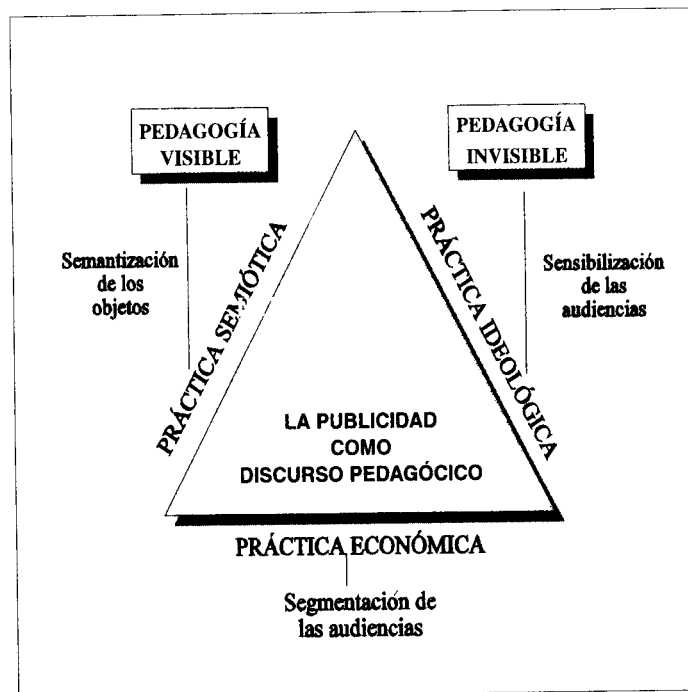 PEDAGOGÍA
VISIBLE
PEDAGOGÍA
INVISIBLE
Semantización
de los
objetos
PRÁCTICA SEMIÓTICA
PRÁCTICA IDEOLÓGICA
Sensibilización
de las
audiencias
LA PUBLICIDAD
COMO
DISCURSO PEDAGÓCICO
PRÁCTICA ECONÓMICA
Segmentación de
las audiencias